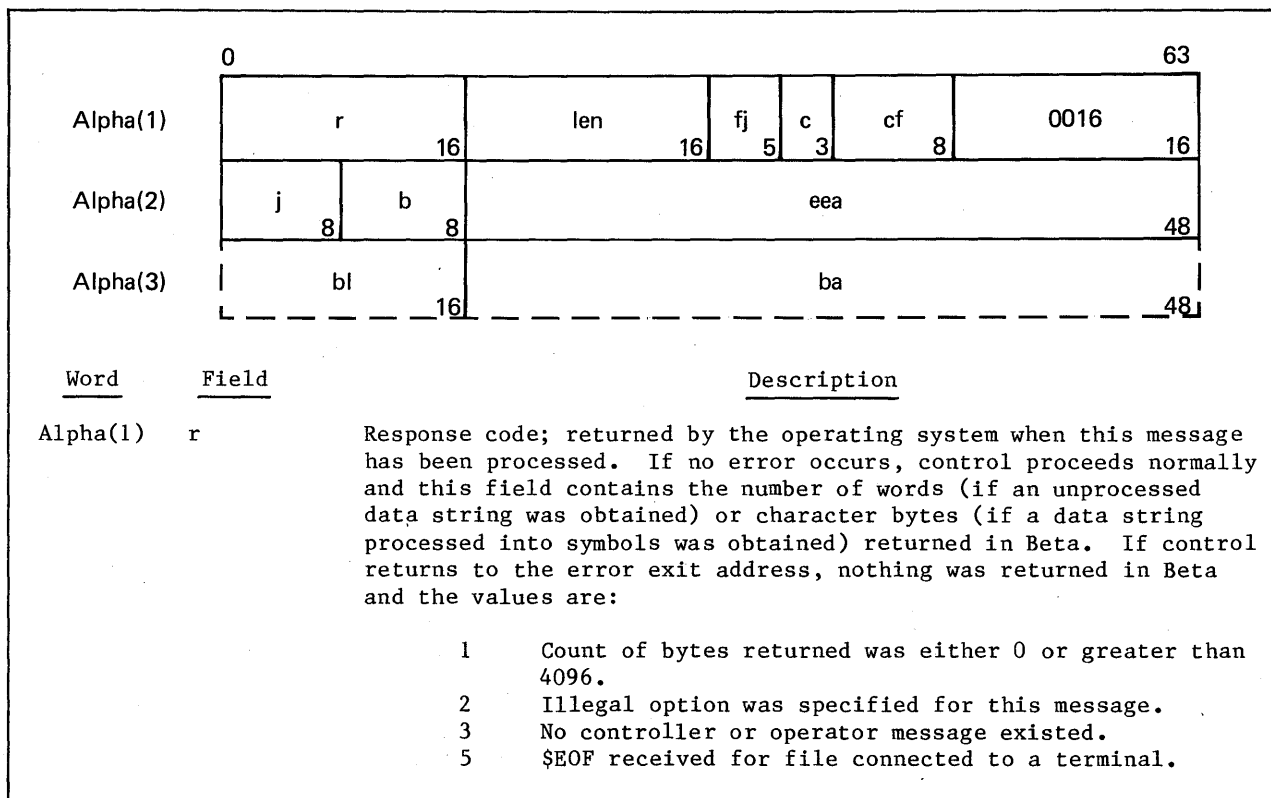 0 63
Alpha(1) r 16 len 16 fj 5 c 3 cf 8 0016 16
Alpha(2) j 8 b 8 eea 48
Alpha(3) bl 16 ba 48
Word Field Description
Alpha(1) r Response code; returned by the operating system when this message
has been processed. If no error occurs, control proceeds normally
and this field contains the number of words (if an unprocessed
data string was obtained) or character bytes (if a data string
processed into symbols was obtained) returned in Beta. If control
returns to the error exit address, nothing was returned in Beta
and the values are:
1 Count of bytes returned was either 0 or greater than
4096.
2 Illegal option was specified for this message.
3 No controller or operator message existed.
5 $EOF received for file connected to a terminal.